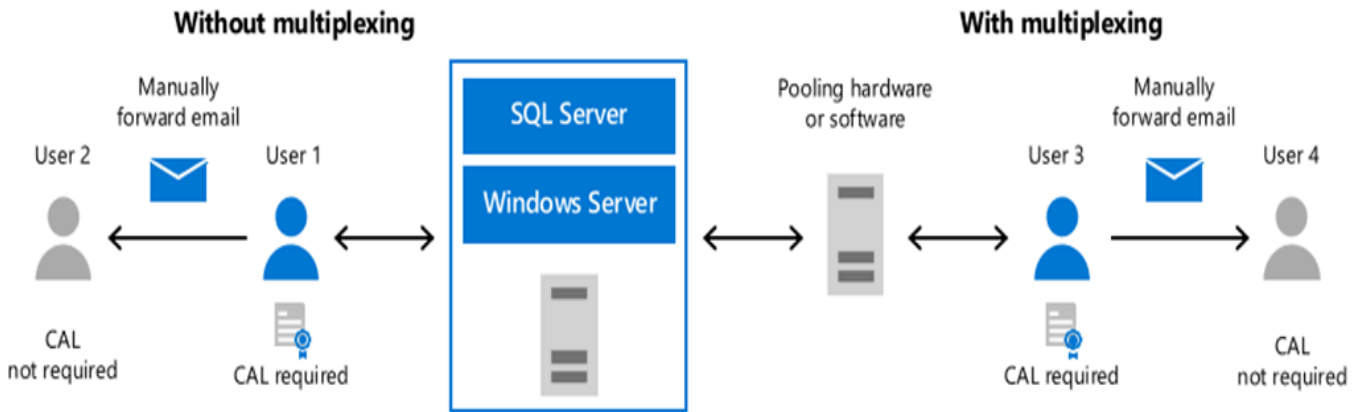 Without multiplexing
With multiplexing
Manually
forward email
User 2
User 1
SQL Server
Windows Server
Pooling hardware
or software
Manually
forward email
User 3
User 4
CAL
not required
CAL required
CAL required
CAL
not required